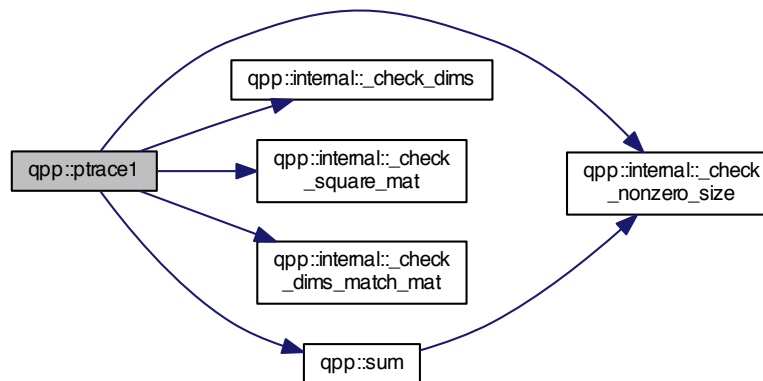 qpp::internal::_check_dims
qpp::ptrace1
qpp::internal::_check
_square_mat
qpp::internal::_check
_nonzero_size
qpp::internal::_check
_dims_match_mat
qpp::sum